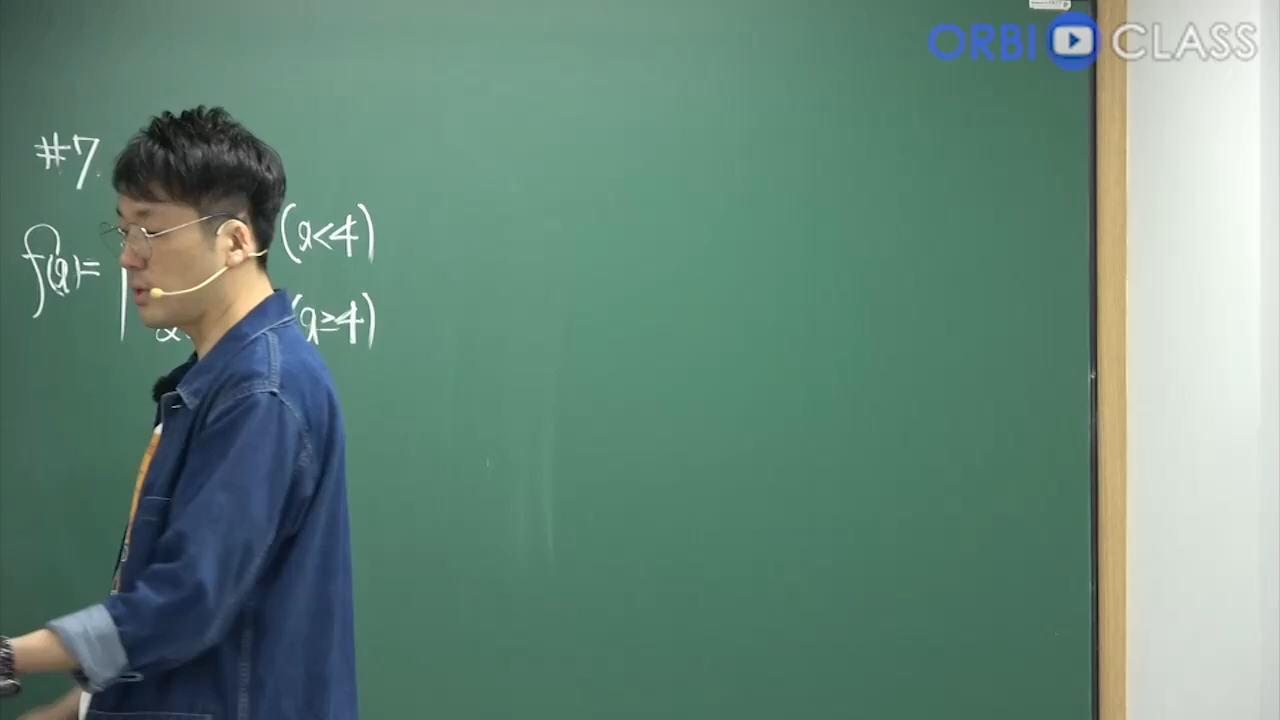 ORBI CLASS
#7.
f(x)=
(x<4)
(x≥4)